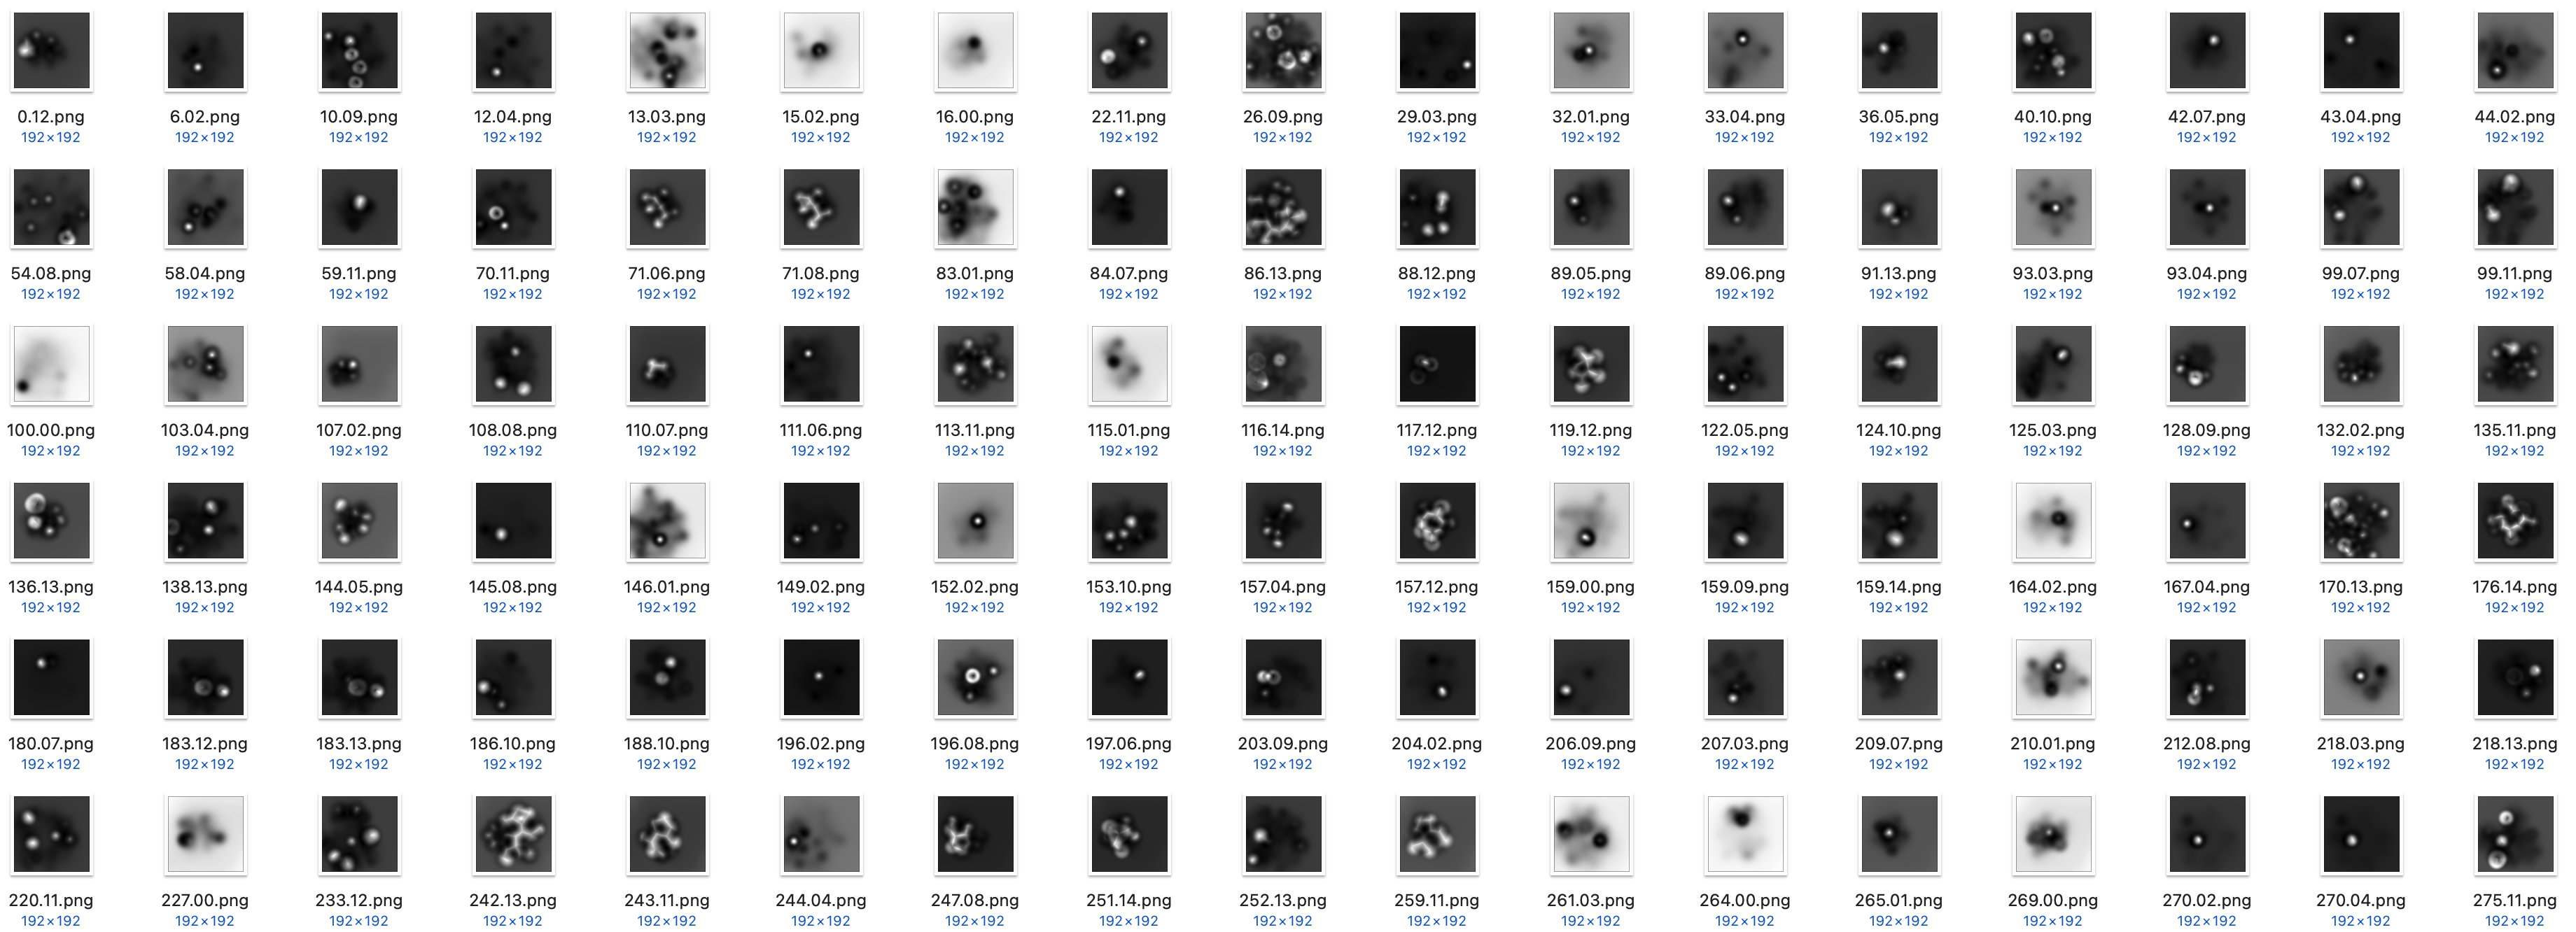 0.12.png 6.02.png 10.09.png 12.04.png 13.03.png 15.02.png 16.00.png 22.11.png 26.09.png 29.03.png 32.01.png 33.04.png 36.05.png 40.10.png 42.07.png 43.04.png 44.02.png
192×192 192×192 192×192 192×192 192×192 192×192 192×192 192×192 192×192 192×192 192×192 192×192 192×192 192×192 192×192 192×192 192×192
54.08.png 58.04.png 59.11.png 70.11.png 71.06.png 71.08.png 83.01.png 84.07.png 86.13.png 88.12.png 89.05.png 89.06.png 91.13.png 93.03.png 93.04.png 99.07.png 99.11.png
192×192 192×192 192×192 192×192 192×192 192×192 192×192 192×192 192×192 192×192 192×192 192×192 192×192 192×192 192×192 192×192 192×192
100.00.png 103.04.png 107.02.png 108.08.png 110.07.png 111.06.png 113.11.png 115.01.png 116.14.png 117.12.png 119.12.png 122.05.png 124.10.png 125.03.png 128.09.png 132.02.png 135.11.png
192×192 192×192 192×192 192×192 192×192 192×192 192×192 192×192 192×192 192×192 192×192 192×192 192×192 192×192 192×192 192×192 192×192
136.13.png 138.13.png 144.05.png 145.08.png 146.01.png 149.02.png 152.02.png 153.10.png 157.04.png 157.12.png 159.00.png 159.09.png 159.14.png 164.02.png 167.04.png 170.13.png 176.14.png
192×192 192×192 192×192 192×192 192×192 192×192 192×192 192×192 192×192 192×192 192×192 192×192 192×192 192×192 192×192 192×192 192×192
180.07.png 183.12.png 183.13.png 186.10.png 188.10.png 196.02.png 196.08.png 197.06.png 203.09.png 204.02.png 206.09.png 207.03.png 209.07.png 210.01.png 212.08.png 218.03.png 218.13.png
192×192 192×192 192×192 192×192 192×192 192×192 192×192 192×192 192×192 192×192 192×192 192×192 192×192 192×192 192×192 192×192 192×192
220.11.png 227.00.png 233.12.png 242.13.png 243.11.png 244.04.png 247.08.png 251.14.png 252.13.png 259.11.png 261.03.png 264.00.png 265.01.png 269.00.png 270.02.png 270.04.png 275.11.png
192×192 192×192 192×192 192×192 192×192 192×192 192×192 192×192 192×192 192×192 192×192 192×192 192×192 192×192 192×192 192×192 192×192